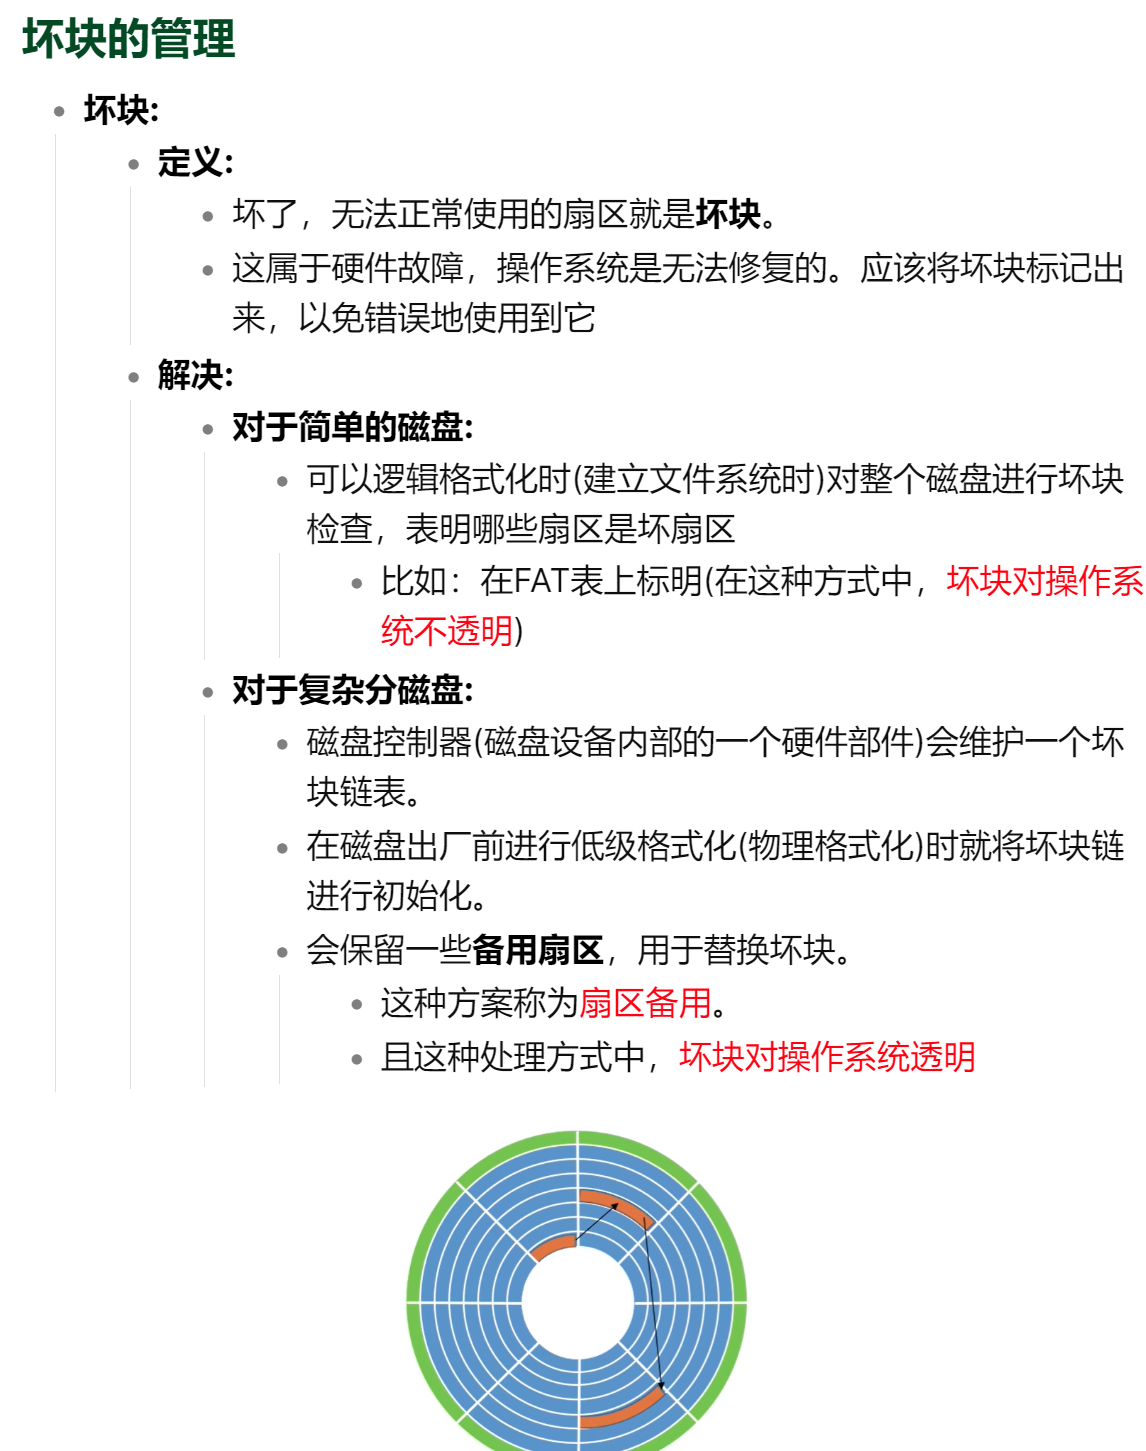 坏块的管理
坏块:
定义:
坏了，无法正常使用的扇区就是坏块。
这属于硬件故障，操作系统是无法修复的。应该将坏块标记出
来，以免错误地使用到它
解决:
对于简单的磁盘:
可以逻辑格式化时(建立文件系统时)对整个磁盘进行坏块
检查，表明哪些扇区是坏扇区
比如：在FAT表上标明(在这种方式中，坏块对操作系
统不透明)
对于复杂分磁盘:
磁盘控制器(磁盘设备内部的一个硬件部件)会维护一个坏
块链表。
在磁盘出厂前进行低级格式化(物理格式化)时就将坏块链
进行初始化。
会保留一些备用扇区，用于替换坏块。
这种方案称为扇区备用。
且这种处理方式中，坏块对操作系统透明